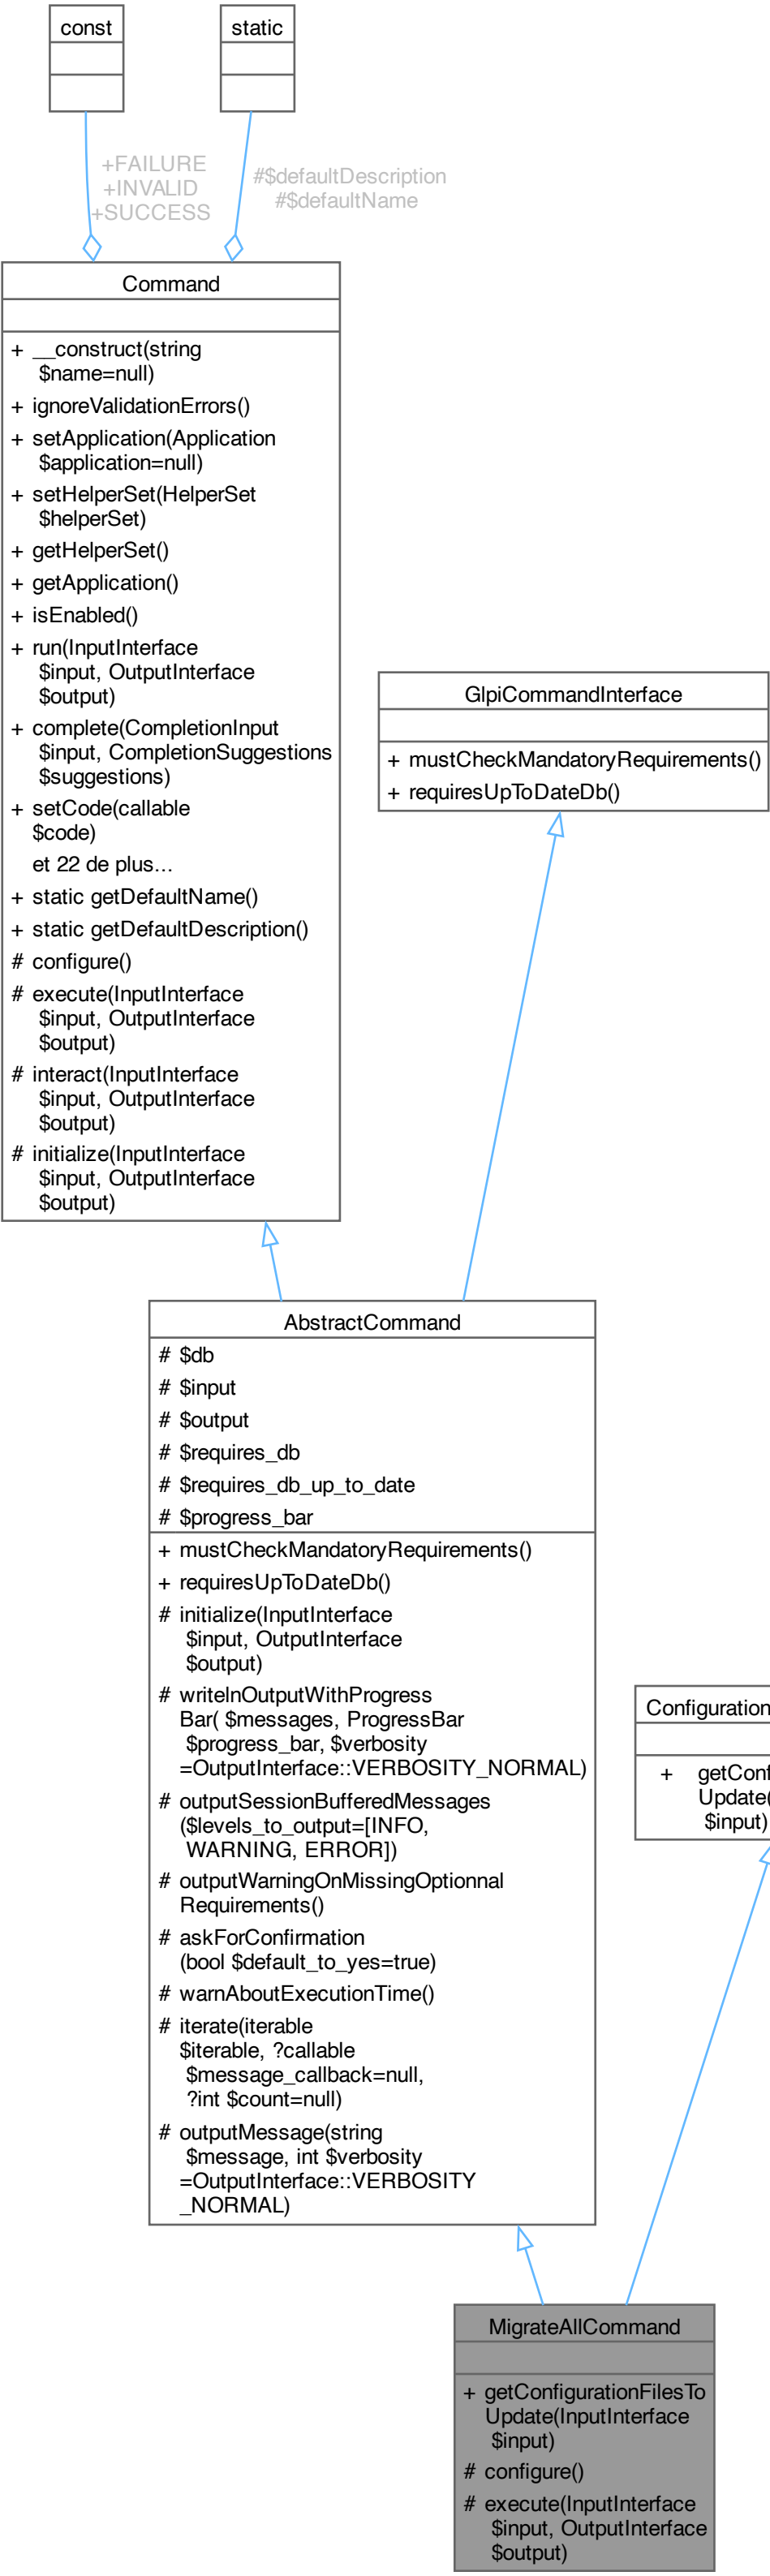 const
static
+FAILURE
+INVALID
+SUCCESS
#$defaultDescription
#$defaultName
Command
+ __construct(string
$name=null)
+ ignoreValidationErrors()
+ setApplication(Application
$application=null)
+ setHelperSet(HelperSet
$helperSet)
+ getHelperSet()
+ getApplication()
+ isEnabled()
+ run(InputInterface
$input, OutputInterface
$output)
+ complete(CompletionInput
$input, CompletionSuggestions
$suggestions)
+ setCode(callable
$code)
et 22 de plus...
+ static getDefaultName()
+ static getDefaultDescription()
# configure()
# execute(InputInterface
$input, OutputInterface
$output)
# interact(InputInterface
$input, OutputInterface
$output)
# initialize(InputInterface
$input, OutputInterface
$output)
GlpiCommandInterface
+ mustCheckMandatoryRequirements()
+ requiresUpToDateDb()
AbstractCommand
# $db
# $input
# $output
# $requires_db
# $requires_db_up_to_date
# $progress_bar
+ mustCheckMandatoryRequirements()
+ requiresUpToDateDb()
# initialize(InputInterface
$input, OutputInterface
$output)
# writelnOutputWithProgress
Bar( $messages, ProgressBar
$progress_bar, $verbosity
=OutputInterface::VERBOSITY_NORMAL)
# outputSessionBufferedMessages
($levels_to_output=[INFO,
WARNING, ERROR])
# outputWarningOnMissingOptionnal
Requirements()
# askForConfirmation
(bool $default_to_yes=true)
# warnAboutExecutionTime()
# iterate(iterable
$iterable, ?callable
$message_callback=null,
?int $count=null)
# outputMessage(string
$message, int $verbosity
=OutputInterface::VERBOSITY
_NORMAL)
Configuration
+ getConf
Update(
$input)
MigrateAllCommand
+ getConfigurationFilesTo
Update(InputInterface
$input)
# configure()
# execute(InputInterface
$input, OutputInterface
$output)